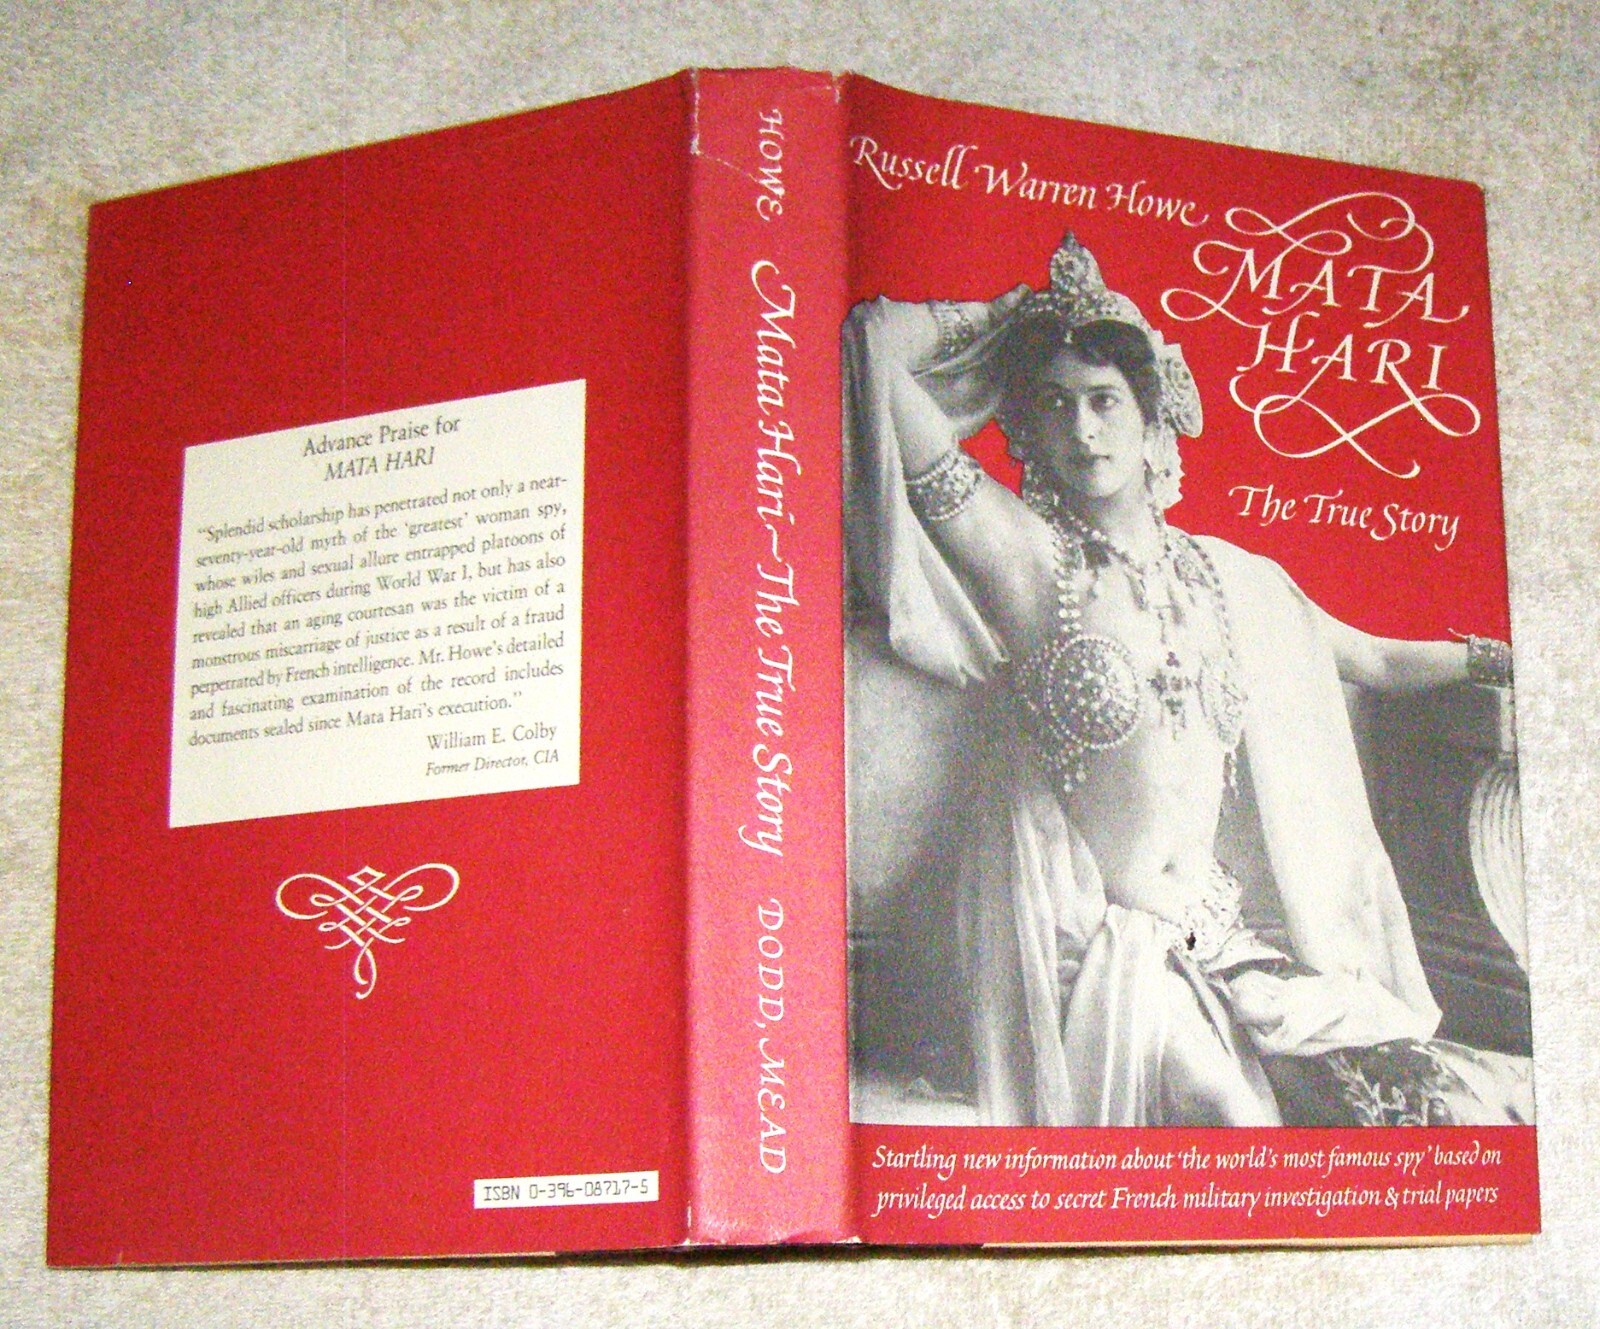 Advance Praise for
MATA HARI
"Splendid scholarship has penetrated not only a near-
seventy-year-old myth of the 'greatest' woman spy,
whose wiles and sexual allure entrapped platoons of
high Allied officers during World War I, but has also
revealed that an aging courtesan was the victim of a
monstrous miscarriage of justice as a result of a fraud
perpetrated by French intelligence. Mr. Howe's detailed
and fascinating examination of the record includes
documents sealed since Mata Hari's execution."
William E. Colby
Former Director, CIA
ISBN 0-396-08717-5
HOWE Mata Hari~The True Story DODD, MEAD
Russell Warren Howe
MATA
HARI
The True Story
Startling new information about 'the world's most famous spy' based on
privileged access to secret French military investigation & trial papers